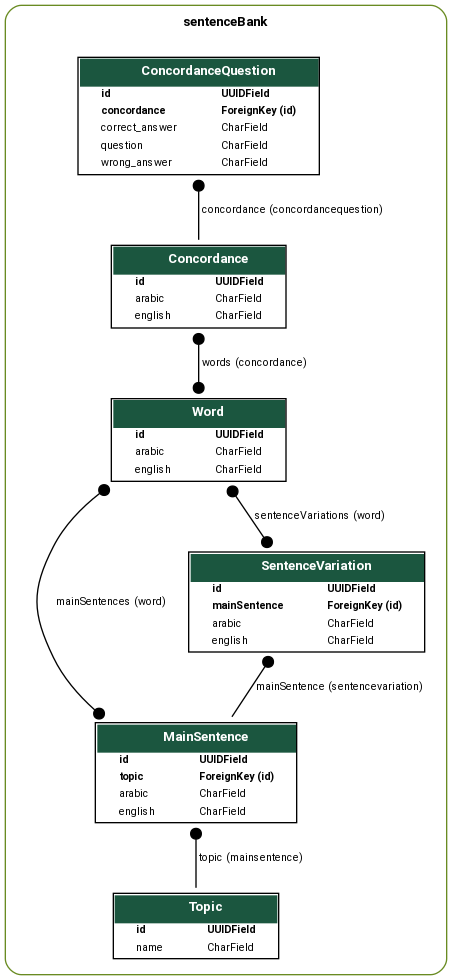 sentenceBank
ConcordanceQuestion
id UUIDField
concordance ForeignKey (id)
correct_answer CharField
question CharField
wrong_answer CharField
concordance (concordancequestion)
Concordance
id UUIDField
arabic CharField
english CharField
words (concordance)
Word
id UUIDField
arabic CharField
english CharField
sentenceVariations (word)
SentenceVariation
id UUIDField
mainSentence ForeignKey (id)
arabic CharField
english CharField
mainSentences (word)
mainSentence (sentencevariation)
MainSentence
id UUIDField
topic ForeignKey (id)
arabic CharField
english CharField
topic (mainsentence)
Topic
id UUIDField
name CharField